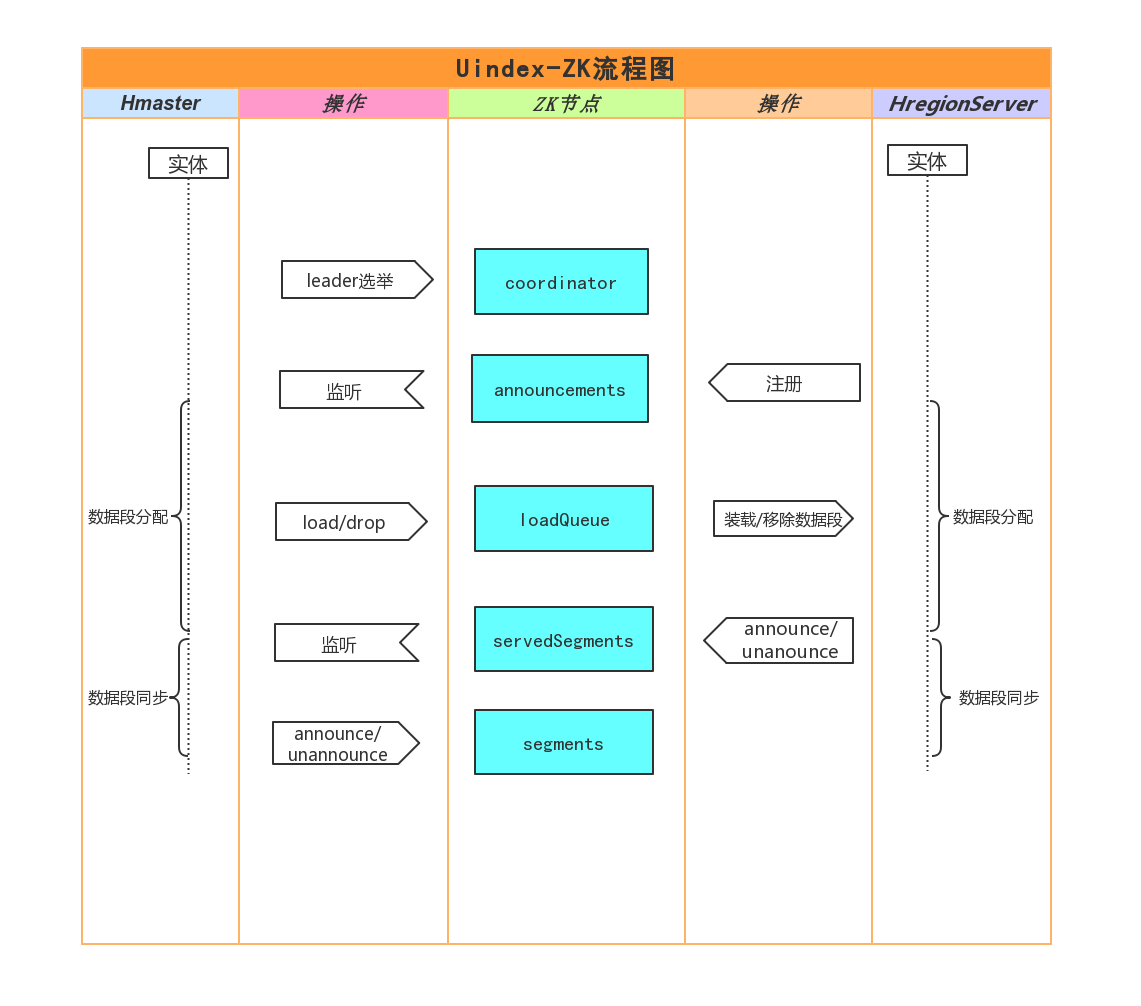 Uindex-ZK流程图
Hmaster
操作
ZK节点
操作
HregionServer
实体
实体
leader选举
coordinator
监听
announcements
注册
数据段分配
load/drop
loadQueue
装载/移除数据段
数据段分配
监听
servedSegments
announce/
unanounce
数据段同步
数据段同步
announce/
unannounce
segments